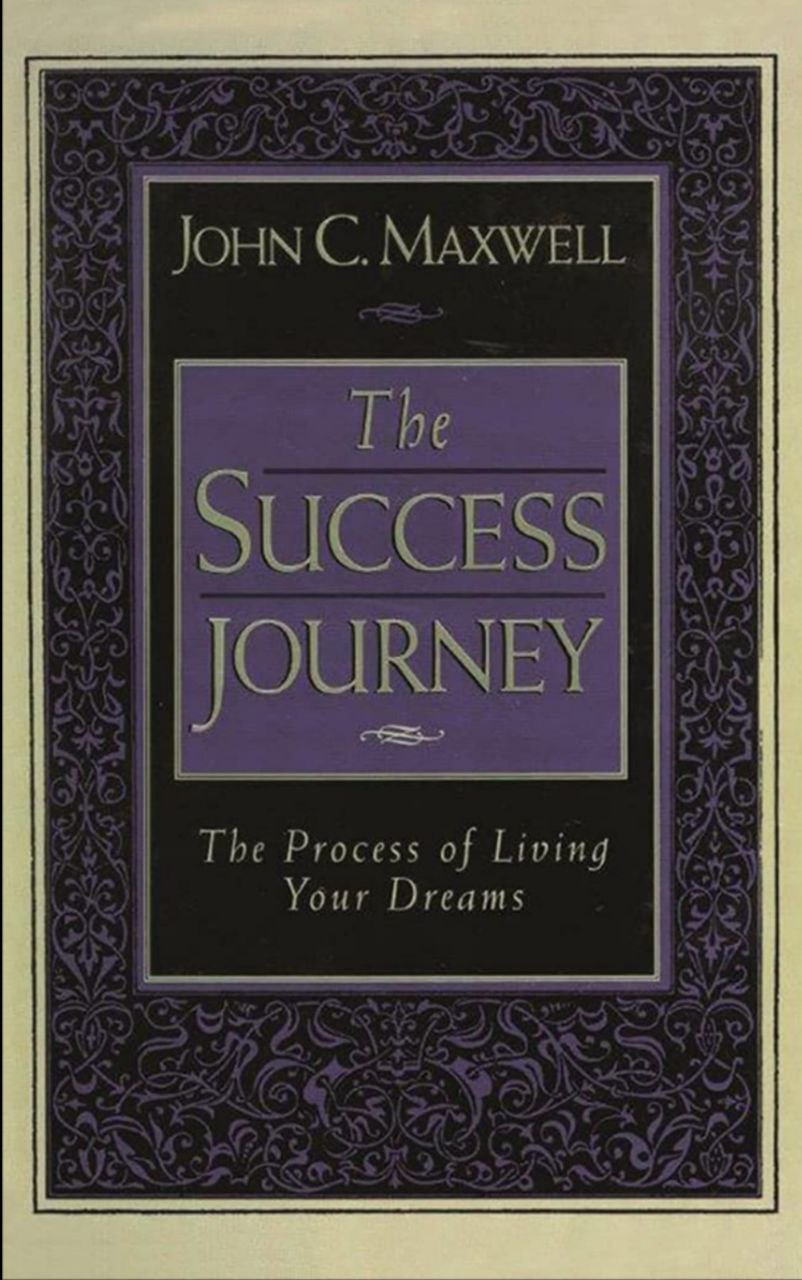 JOHN C. MAXWELL
The
SUCCESS
JOURNEY
The Process of Living
Your Dreams